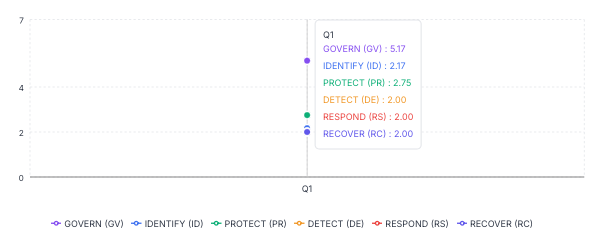 7
4
2
0
Q1
GOVERN (GV) : 5.17
IDENTIFY (ID) : 2.17
PROTECT (PR) : 2.75
DETECT (DE) : 2.00
RESPOND (RS) : 2.00
RECOVER (RC) : 2.00
Q1
GOVERN (GV) IDENTIFY (ID) PROTECT (PR) DETECT (DE) RESPOND (RS) RECOVER (RC)